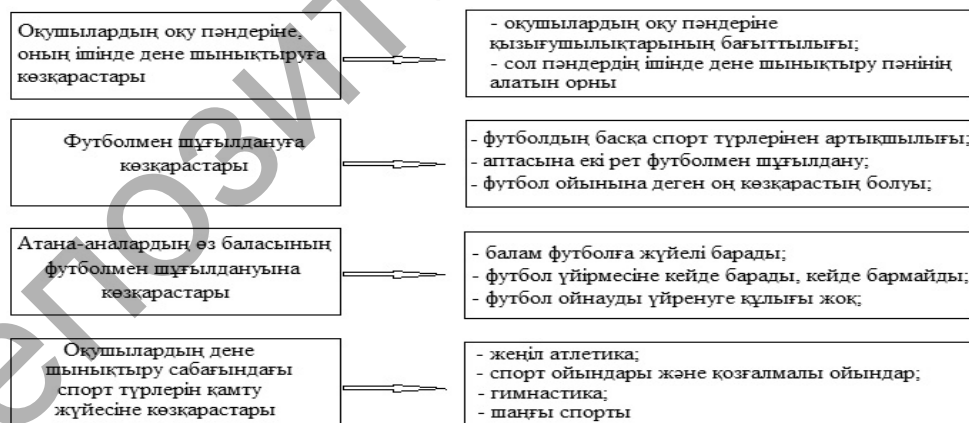 Оқушылардың оқу пәндеріне,
оның ішінде дене шынықтыруға
көзқарастары
- оқушылардың оқу пәндеріне
қызығушылықтарының бағыттылығы;
- сол пәндердің ішінде дене шынықтыру пәнінің
алатын орны
Футболмен шұғылдануға
көзқарастары
- футболдың басқа спорт түрлерінен артықшылығы;
- аптасына екі рет футболмен шұғылдану;
- футбол ойынына деген оң көзқарастың болуы;
Атана-аналардың өз баласының
футболмен шұғылдануына
көзқарастары
- балам футболға жүйелі барады;
- футбол үйірмесіне кейде барады, кейде бармайды;
- футбол ойнауды үйренуге құлығы жоқ;
Оқушылардың дене
шынықтыру сабағындағы
спорт түрлерін қамту
жүйесіне көзқарастары
- жеңіл атлетика;
- спорт ойындары және қозғалмалы ойындар;
- гимнастика;
- шаңғы спорты